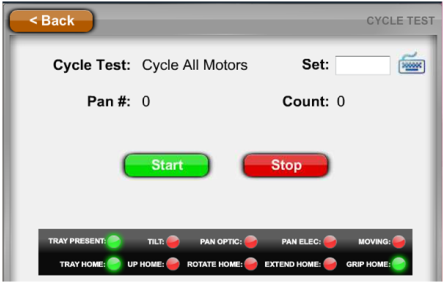 < Back CYCLE TEST
Cycle Test: Cycle All Motors Set:
Pan #: 0 Count: 0
Start Stop
TRAY PRESENT: TILT: PAN OPTIC: PAN ELEC: MOVING:
TRAY HOME: UP HOME: ROTATE HOME: EXTEND HOME: GRIP HOME: